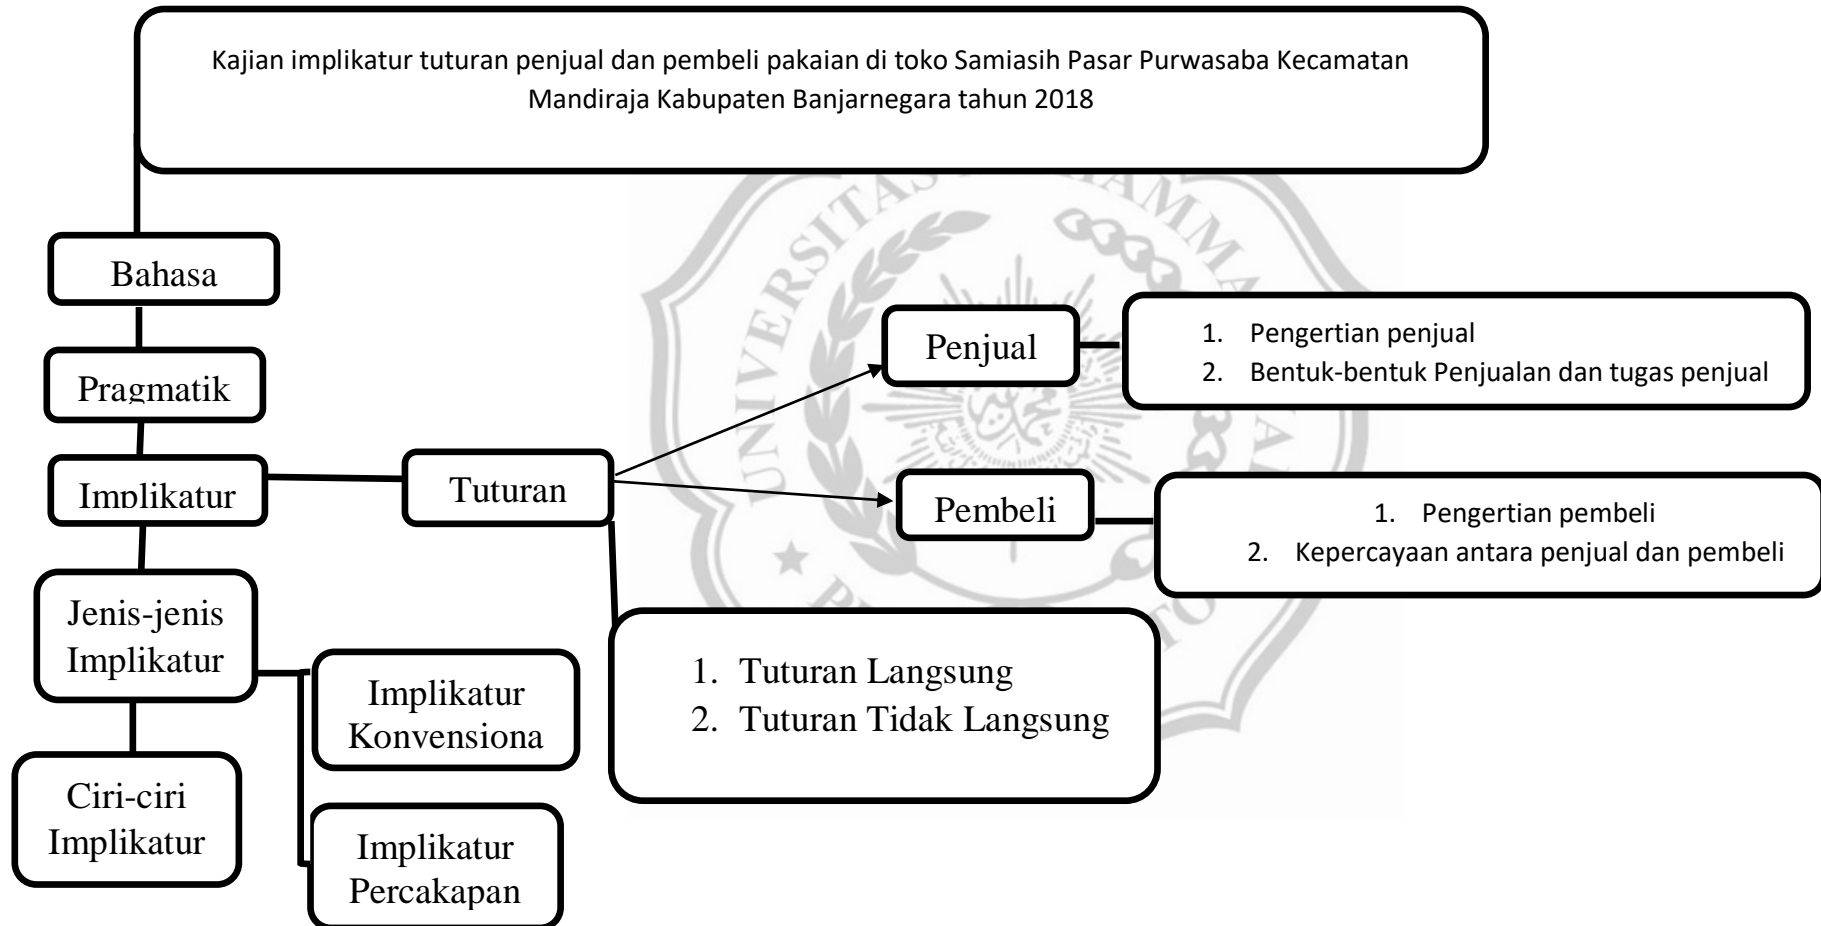 Kajian implikatur tuturan penjual dan pembeli pakaian di toko Samiasih Pasar Purwasaba Kecamatan
Mandiraja Kabupaten Banjarnegara tahun 2018
Bahasa
Pragmatik
Implikatur
Tuturan
Penjual
1. Pengertian penjual
2. Bentuk-bentuk Penjualan dan tugas penjual
Pembeli
1. Pengertian pembeli
2. Kepercayaan antara penjual dan pembeli
1. Tuturan Langsung
2. Tuturan Tidak Langsung
Jenis-jenis
Implikatur
Implikatur
Konvensiona
Implikatur
Percakapan
Ciri-ciri
Implikatur
UNIVERSITAS